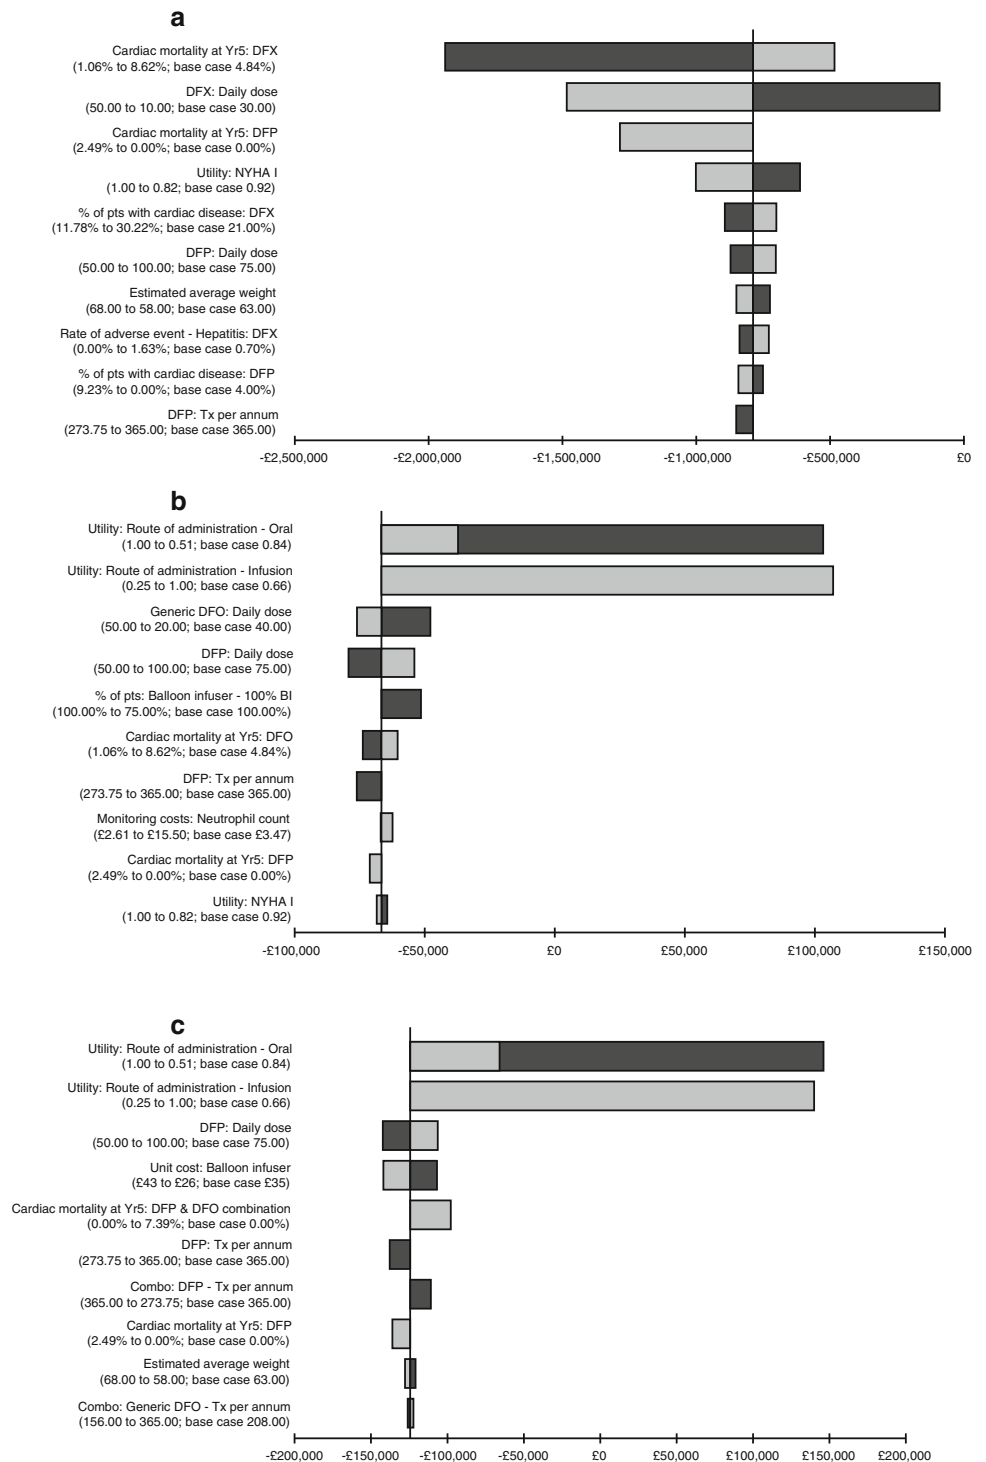 a
Cardiac mortality at Yr5: DFX
(1.06% to 8.62%; base case 4.84%)
DFX: Daily dose
(50.00 to 10.00; base case 30.00)
Cardiac mortality at Yr5: DFP
(2.49% to 0.00%; base case 0.00%)
Utility: NYHA I
(1.00 to 0.82; base case 0.92)
% of pts with cardiac disease: DFX
(11.78% to 30.22%; base case 21.00%)
DFP: Daily dose
(50.00 to 100.00; base case 75.00)
Estimated average weight
(68.00 to 58.00; base case 63.00)
Rate of adverse event - Hepatitis: DFX
(0.00% to 1.63%; base case 0.70%)
% of pts with cardiac disease: DFP
(9.23% to 0.00%; base case 4.00%)
DFP: Tx per annum
(273.75 to 365.00; base case 365.00)
-£2,500,000 -£2,000,000 -£1,500,000 -£1,000,000 -£500,000 £0
b
Utility: Route of administration - Oral
(1.00 to 0.51; base case 0.84)
Utility: Route of administration - Infusion
(0.25 to 1.00; base case 0.66)
Generic DFO: Daily dose
(50.00 to 20.00; base case 40.00)
DFP: Daily dose
(50.00 to 100.00; base case 75.00)
% of pts: Balloon infuser - 100% BI
(100.00% to 75.00%; base case 100.00%)
Cardiac mortality at Yr5: DFO
(1.06% to 8.62%; base case 4.84%)
DFP: Tx per annum
(273.75 to 365.00; base case 365.00)
Monitoring costs: Neutrophil count
(£2.61 to £15.50; base case £3.47)
Cardiac mortality at Yr5: DFP
(2.49% to 0.00%; base case 0.00%)
Utility: NYHA I
(1.00 to 0.82; base case 0.92)
-£100,000 -£50,000 £0 £50,000 £100,000 £150,000
c
Utility: Route of administration - Oral
(1.00 to 0.51; base case 0.84)
Utility: Route of administration - Infusion
(0.25 to 1.00; base case 0.66)
DFP: Daily dose
(50.00 to 100.00; base case 75.00)
Unit cost: Balloon infuser
(£43 to £26; base case £35)
Cardiac mortality at Yr5: DFP & DFO combination
(0.00% to 7.39%; base case 0.00%)
DFP: Tx per annum
(273.75 to 365.00; base case 365.00)
Combo: DFP - Tx per annum
(365.00 to 273.75; base case 365.00)
Cardiac mortality at Yr5: DFP
(2.49% to 0.00%; base case 0.00%)
Estimated average weight
(68.00 to 58.00; base case 63.00)
Combo: Generic DFO - Tx per annum
(156.00 to 365.00; base case 208.00)
-£200,000 -£150,000 -£100,000 -£50,000 £0 £50,000 £100,000 £150,000 £200,000